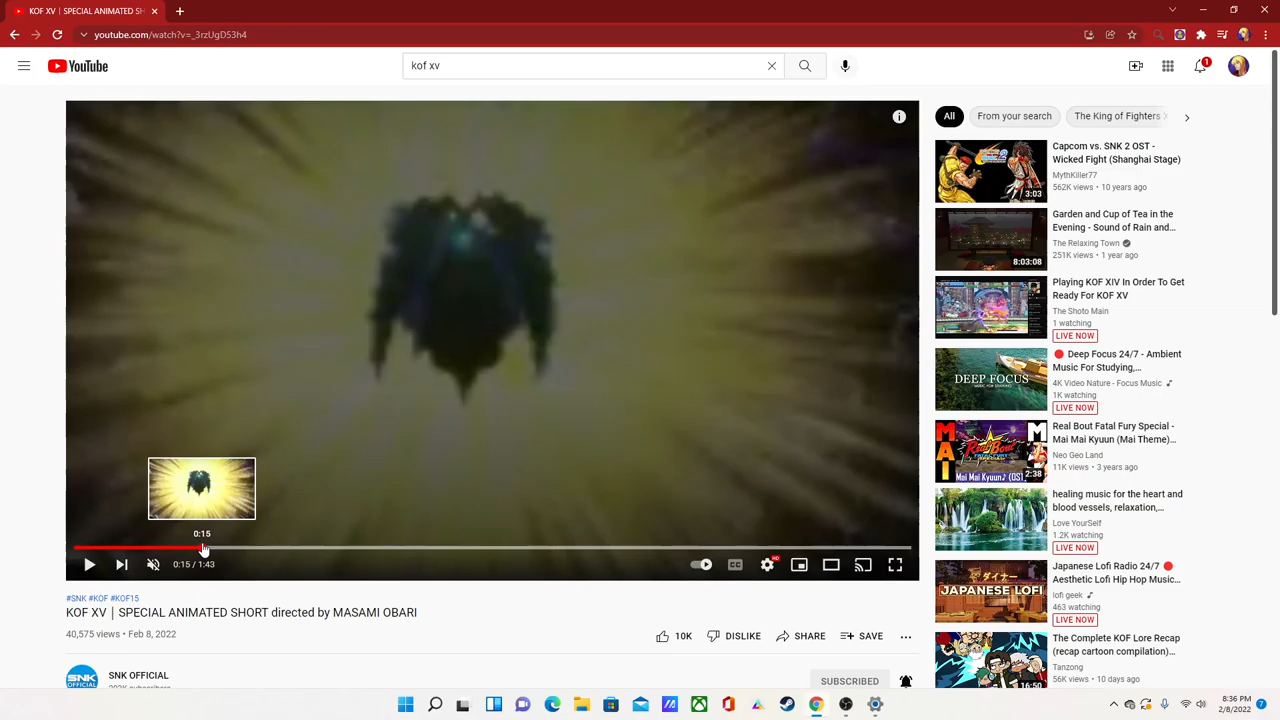 KOF XV | SPECIAL ANIMATED SH
youtube.com/watch?v=_3rzUgD53h4
YouTube
kof xv
1
All
From your search
The King of Fighters X
0:15
0:15 / 1:43
CC
HD
#SNK #KOF #KOF15
KOF XV | SPECIAL ANIMATED SHORT directed by MASAMI OBARI
40,575 views • Feb 8, 2022
10K
DISLIKE
SHARE
SAVE
SNK OFFICIAL
SUBSCRIBED
3:03
Capcom vs. SNK 2 OST -
Wicked Fight (Shanghai Stage)
MythKiller77
562K views • 10 years ago
8:03:08
Garden and Cup of Tea in the
Evening - Sound of Rain and...
The Relaxing Town
251K views • 1 year ago
Playing KOF XIV In Order To Get
Ready For KOF XV
The Shoto Main
1 watching
LIVE NOW
DEEP FOCUS
Deep Focus 24/7 - Ambient
Music For Studying,...
4K Video Nature - Focus Music
1K watching
LIVE NOW
MAI
2:38
Real Bout Fatal Fury Special -
Mai Mai Kyuun (Mai Theme)...
Neo Geo Land
11K views • 3 years ago
healing music for the heart and
blood vessels, relaxation,...
Love YourSelf
1.2K watching
LIVE NOW
JAPANESE LOFI
Japanese Lofi Radio 24/7
Aesthetic Lofi Hip Hop Music...
lofi geek
463 watching
LIVE NOW
16:50
The Complete KOF Lore Recap
(recap cartoon compilation)...
Tanzong
56K views • 10 days ago
8:36 PM
2/8/2022
7